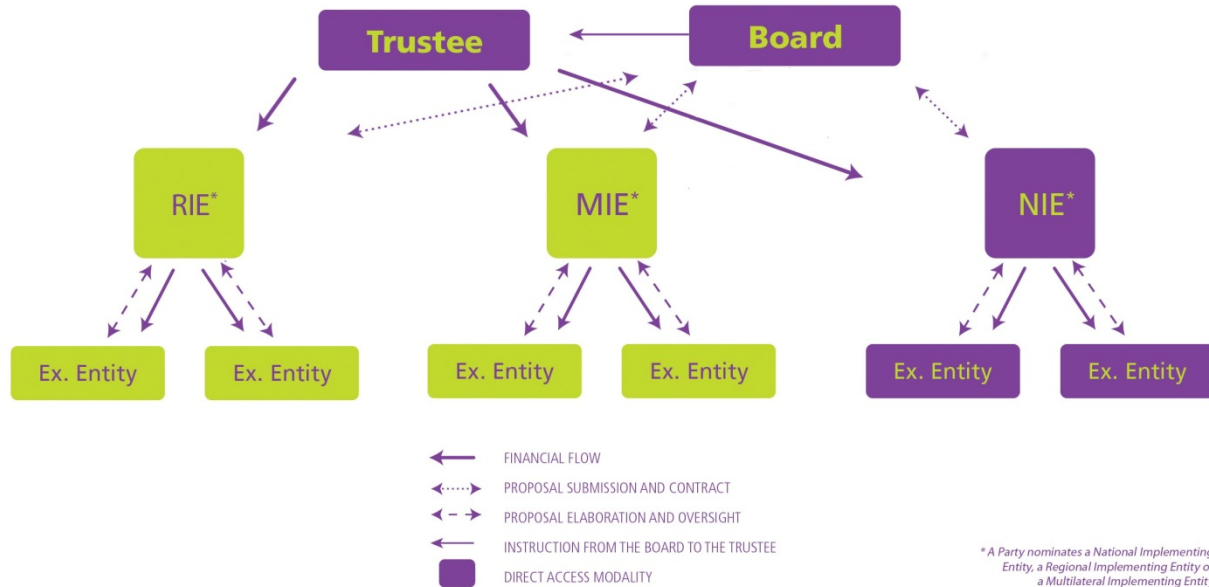 Trustee
Board
RIE*
MIE*
NIE*
Ex. Entity
Ex. Entity
Ex. Entity
Ex. Entity
Ex. Entity
Ex. Entity
FINANCIAL FLOW
PROPOSAL SUBMISSION AND CONTRACT
PROPOSAL ELABORATION AND OVERSIGHT
INSTRUCTION FROM THE BOARD TO THE TRUSTEE
DIRECT ACCESS MODALITY
* A Party nominates a National Implementing
Entity, a Regional Implementing Entity o
a Multilateral Implementing Entit